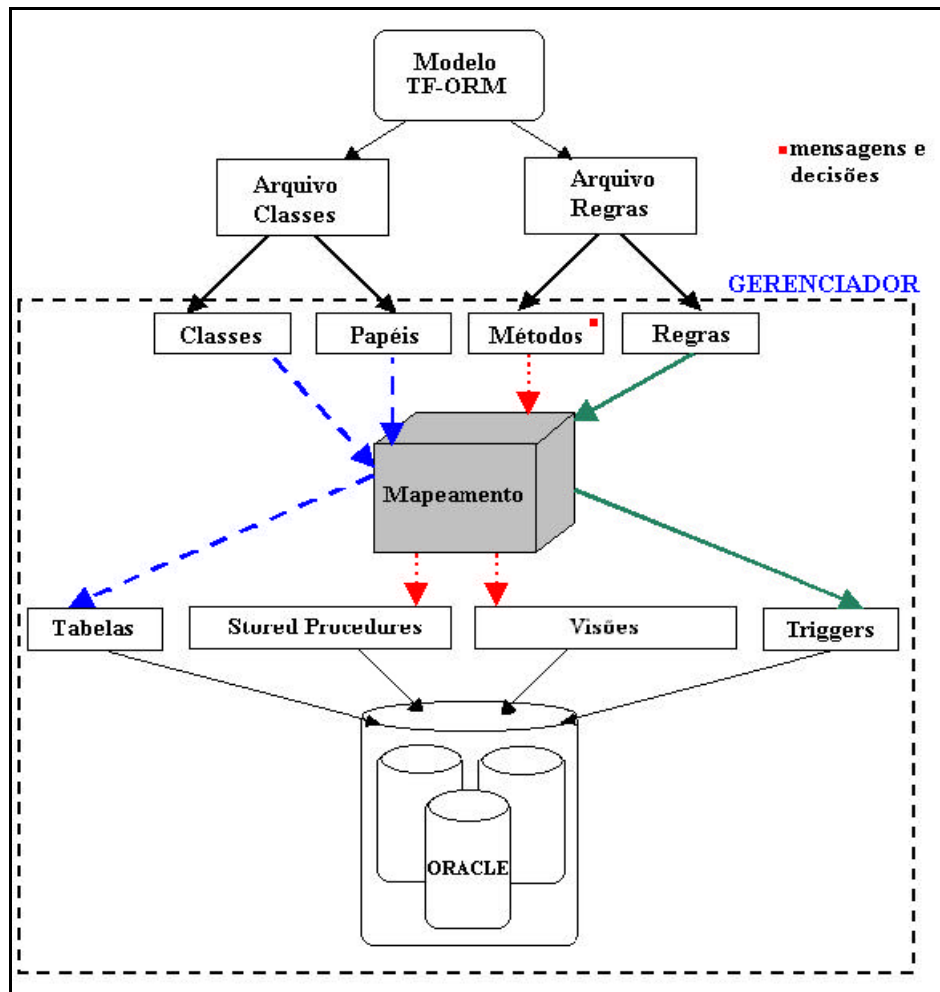 Modelo
TF-ORM
mensagens e
decisões
Arquivo
Classes
Arquivo
Regras
GERENCIADOR
Classes
Papéis
Métodos
Regras
Mapeamento
Tabelas
Stored Procedures
Visões
Triggers
ORACLE